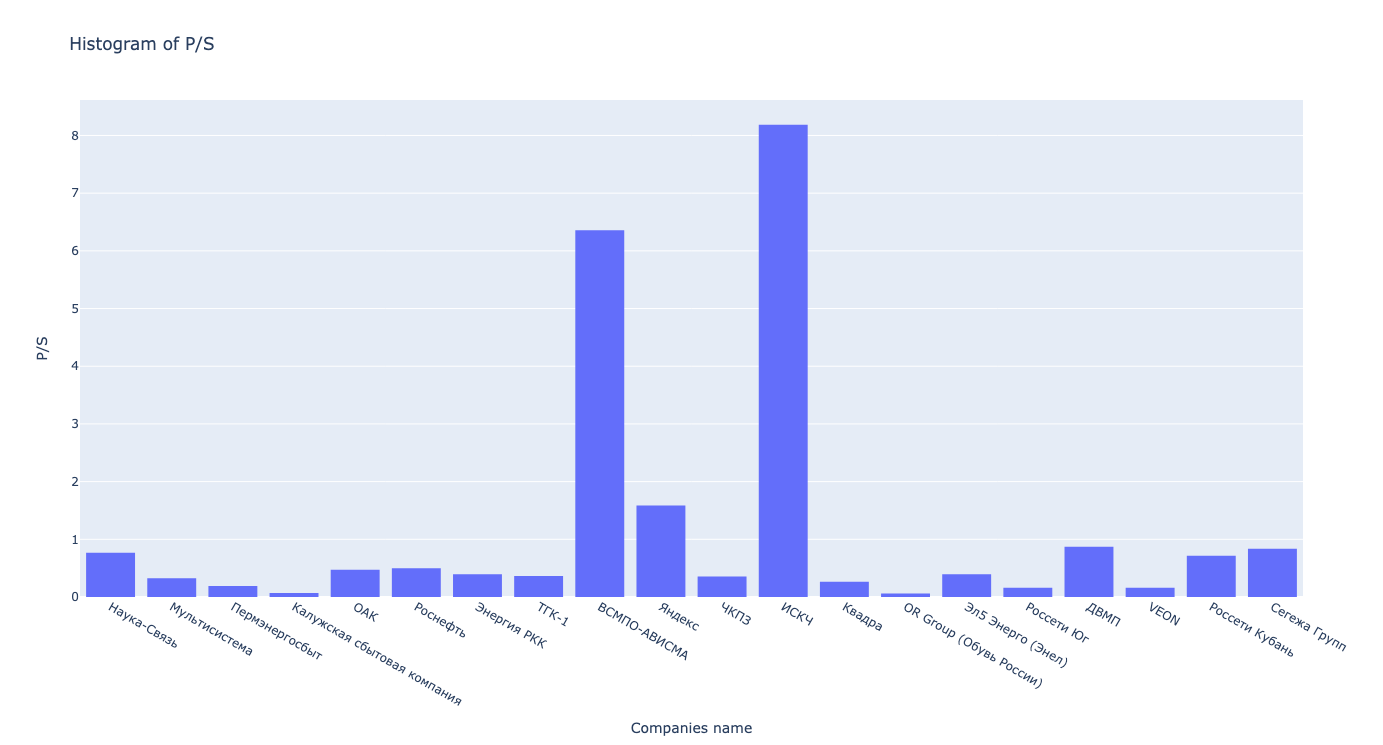 Histogram of P/S
8
7
6
5
4
3
2
1
0
P/S
Наука-Связь
Мультисистема
Пермэнергосбыт
Калужская сбытовая компания
ОАК
Роснефть
Энергия РКК
ТГК-1
ВСМПО-АВИСМА
Яндекс
ЧКПЗ
ИСКЧ
Квадра
OR Group (Обувь России)
Эл5 Энерго (Энел)
Россети Юг
ДВМП
VEON
Россети Кубань
Сегежа Групп
Companies name